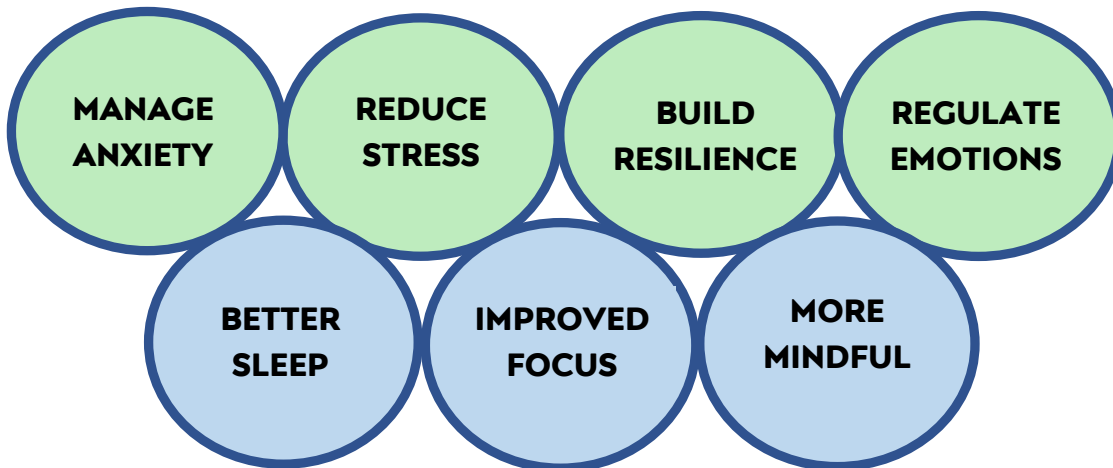 MANAGE
ANXIETY
REDUCE
STRESS
BUILD
RESILIENCE
REGULATE
EMOTIONS
BETTER
SLEEP
IMPROVED
FOCUS
MORE
MINDFUL